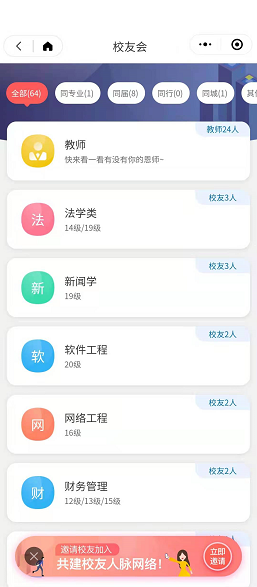 校友会
全部(64)
同专业(1)
同届(8)
同行(0)
同城(1)
教师24人
教师
快来看一看有没有你的恩师~
校友3人
法
法学类
14级/19级
校友3人
新
新闻学
19级
校友2人
软
软件工程
20级
校友2人
网
网络工程
16级
校友2人
财
财务管理
12级/13级/15级
校友2人
邀请校友加入
共建校友人脉网络!
立即
邀请